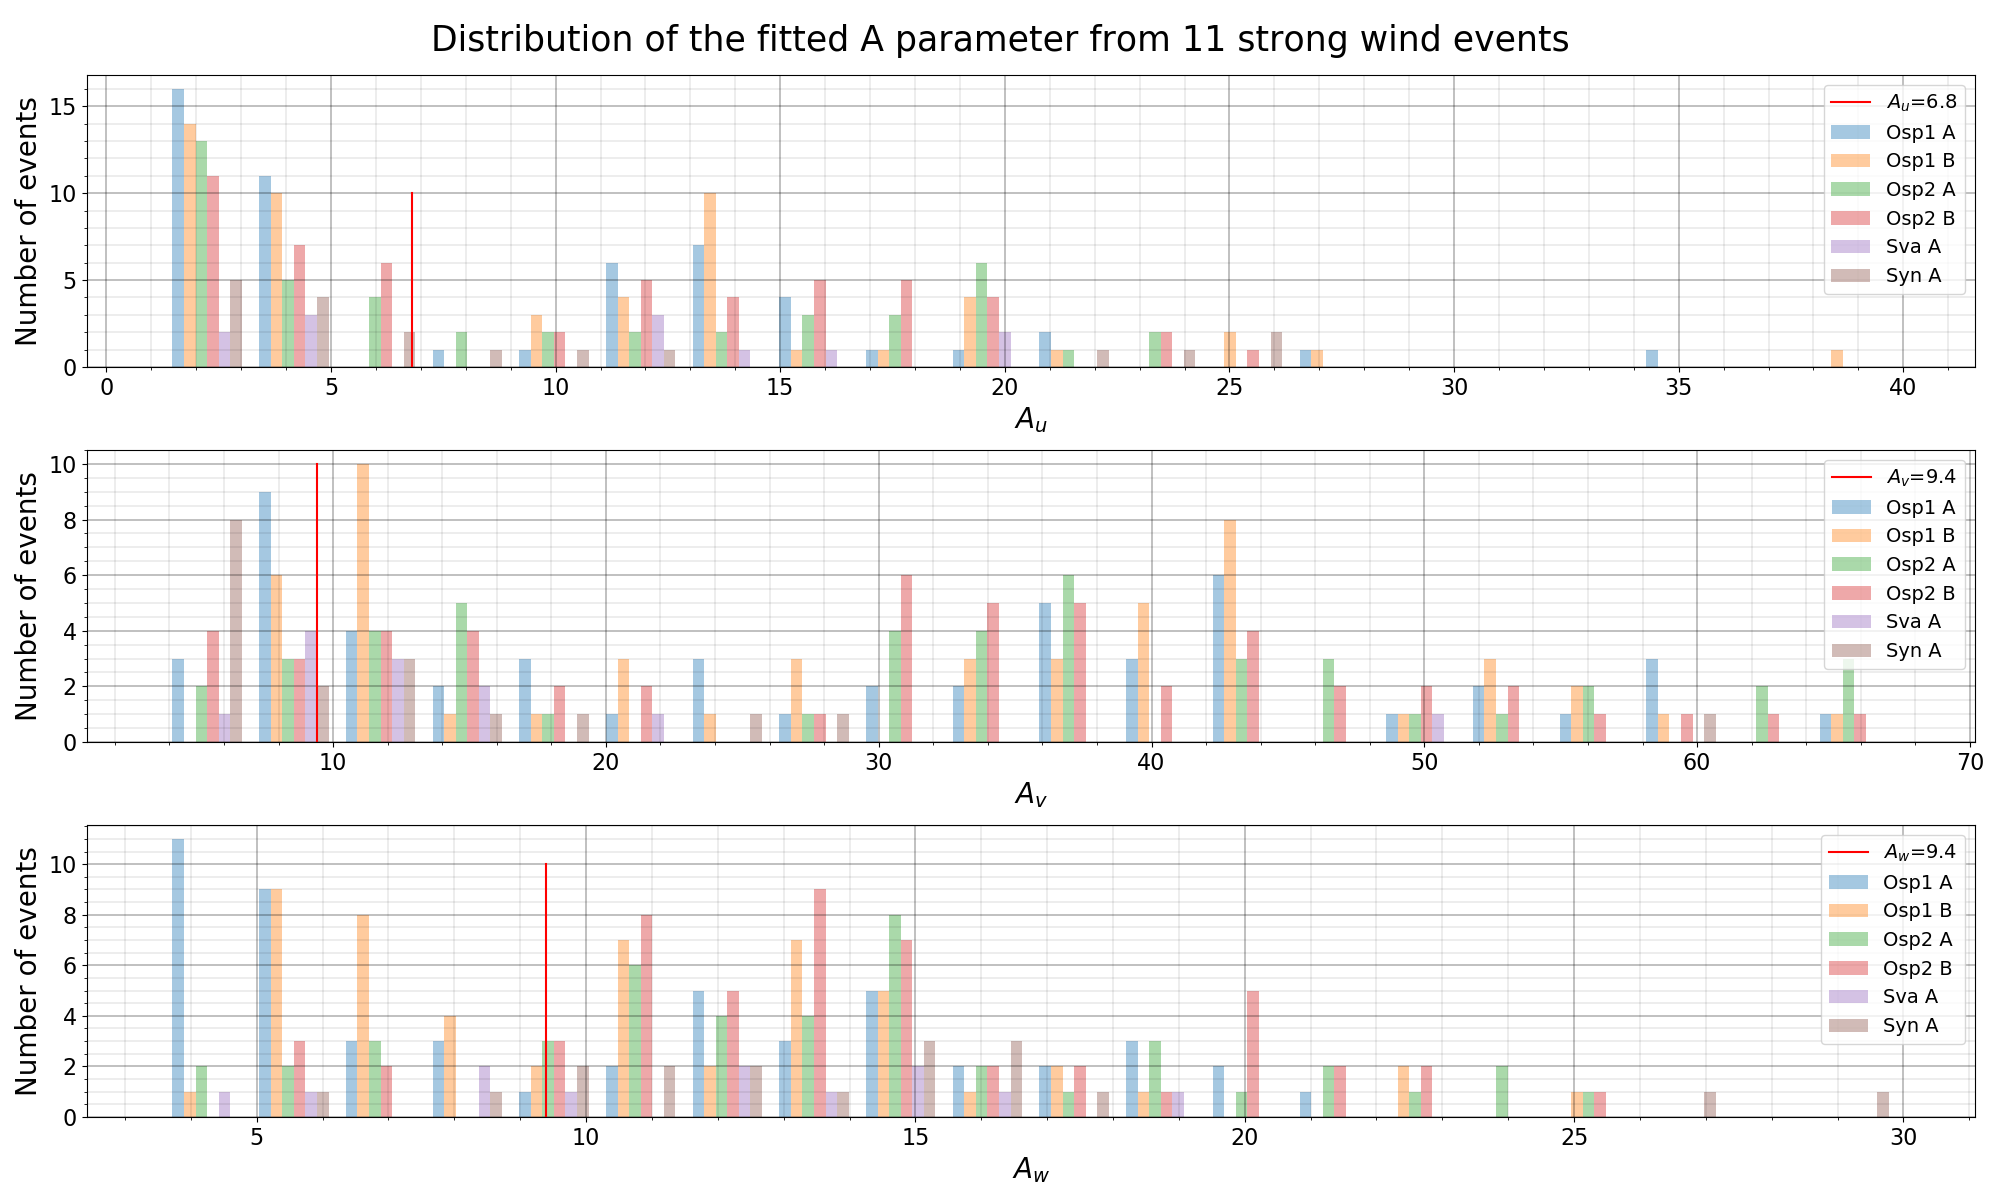 Distribution of the fitted A parameter from 11 strong wind events
Number of events
15
10
5
0
0 5 10 15 20 25 30 35 40
A_u
A_u=6.8
Osp1 A
Osp1 B
Osp2 A
Osp2 B
Sva A
Syn A
Number of events
10
8
6
4
2
0
10 20 30 40 50 60 70
A_v
A_v=9.4
Osp1 A
Osp1 B
Osp2 A
Osp2 B
Sva A
Syn A
Number of events
10
8
6
4
2
0
5 10 15 20 25 30
A_w
A_w=9.4
Osp1 A
Osp1 B
Osp2 A
Osp2 B
Sva A
Syn A